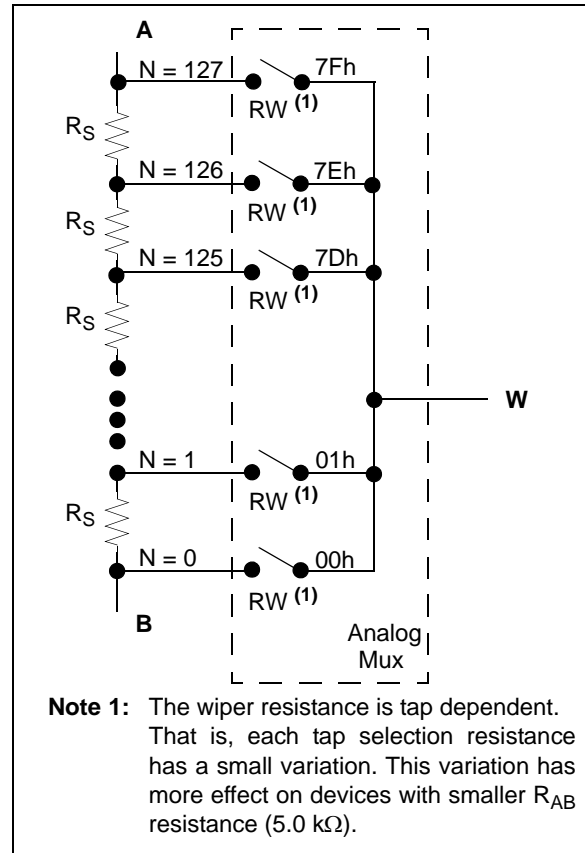 A
N = 127
7Fh
RW (1)
RS
N = 126
7Eh
RW (1)
RS
N = 125
7Dh
RW (1)
RS
W
N = 1
01h
RW (1)
RS
N = 0
00h
RW (1)
B
Analog
Mux
Note 1: The wiper resistance is tap dependent.
That is, each tap selection resistance
has a small variation. This variation has
more effect on devices with smaller RAB
resistance (5.0 kΩ).